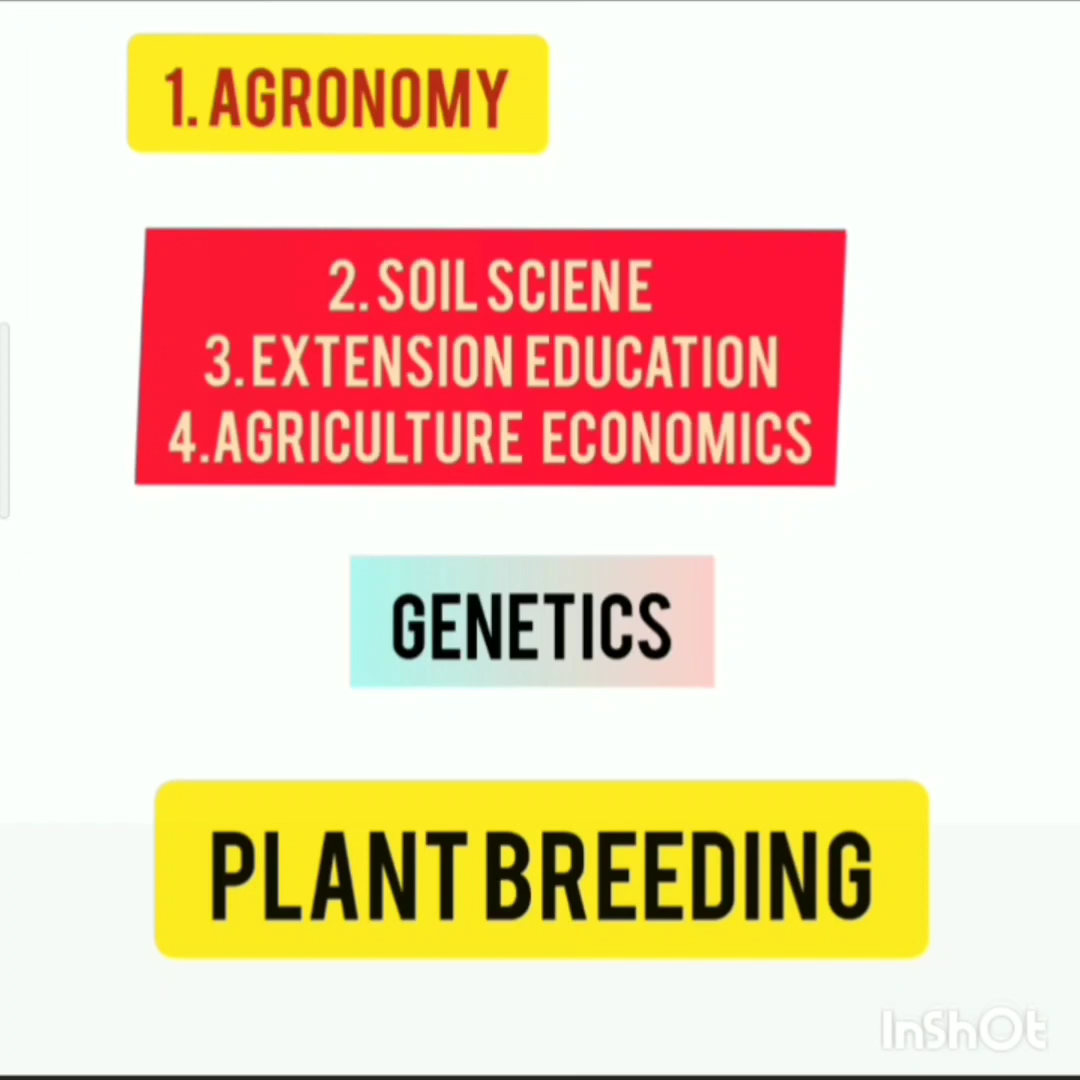 1. AGRONOMY
2. SOIL SCIENE
3.EXTENSION EDUCATION
4.AGRICULTURE ECONOMICS
GENETICS
PLANT BREEDING
InShOt